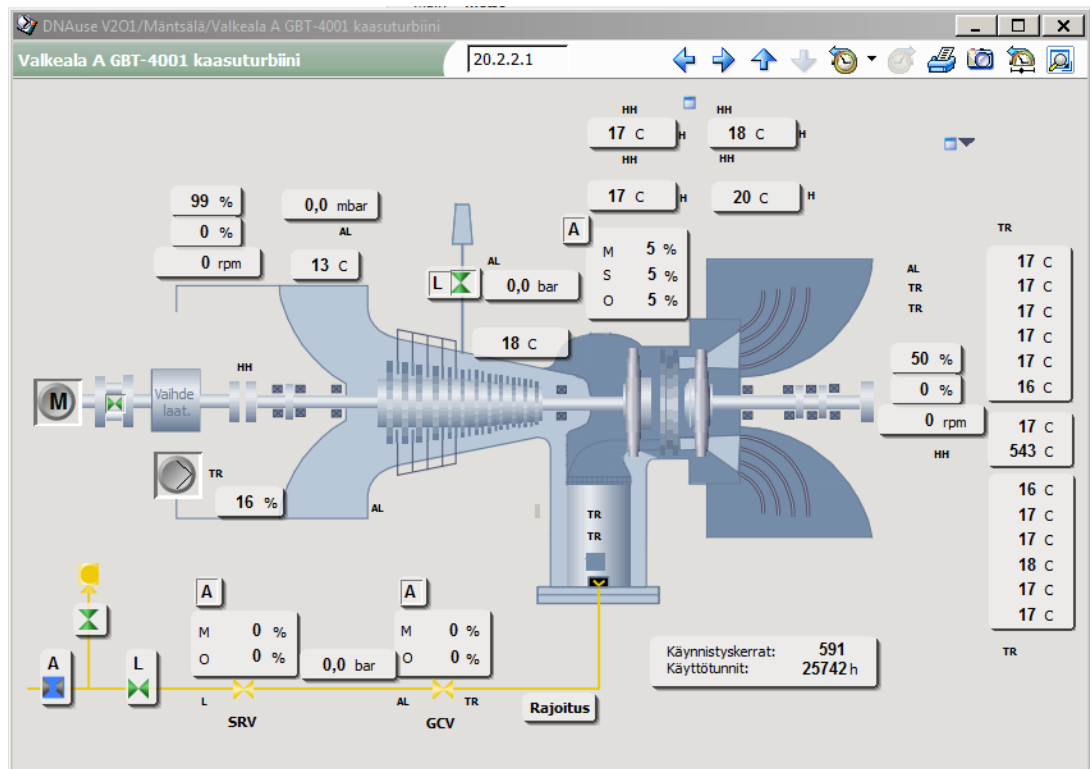 DNAuse V2O1/Mäntsälä/Valkeala A GBT-4001 kaasuturbiini
Valkeala A GBT-4001 kaasuturbiini
20.2.2.1
HH HH
17 C H 18 C H
HH HH
17 C H 20 C H
99 %
0 %
0 rpm
0,0 mbar
AL
13 C
A
M 5 %
S 5 %
O 5 %
AL
L
0,0 bar
18 C
TR
AL
TR
TR
17 C
17 C
17 C
17 C
17 C
16 C
50 %
0 %
0 rpm
HH
17 C
543 C
16 C
17 C
17 C
18 C
17 C
17 C
TR
M
Vaihde
laat.
HH
TR
16 %
AL
TR
TR
A
M 0 %
O 0 %
0,0 bar
A
M 0 %
O 0 %
A
L
L
SRV
AL TR
GCV
Rajoitus
Käynnistyskerrat: 591
Käyttötunnit: 25742 h